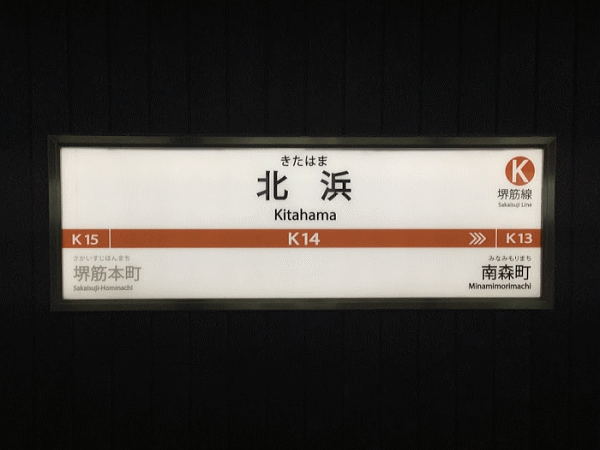 きたはま
北浜
Kitahama
K
堺筋線
Sakaisuji Line
K15
K14
K13
さかいすじほんまち
堺筋本町
Sakaisuji-Hommachi
みなみもりまち
南森町
Minamimorimachi